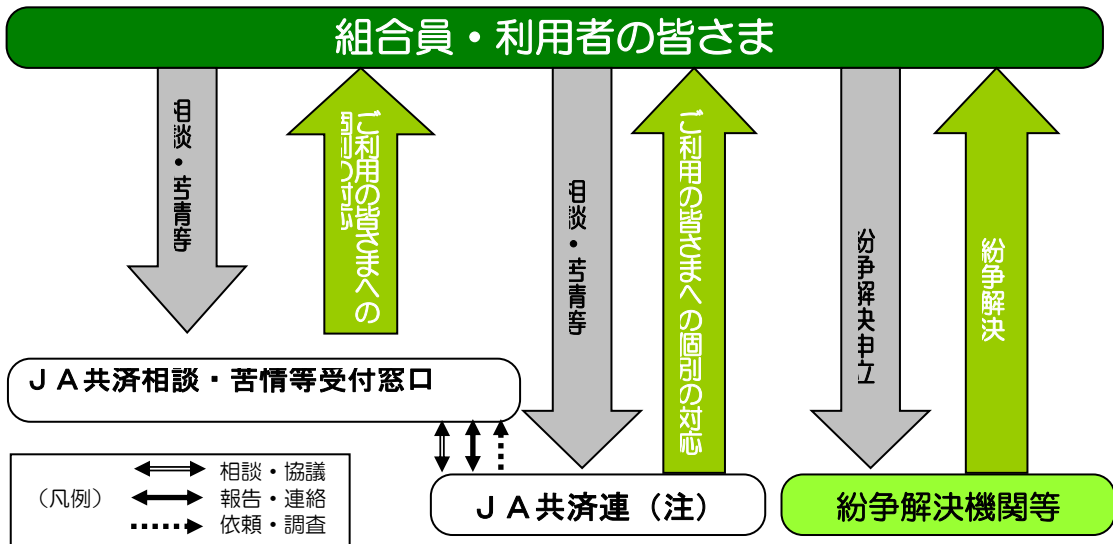 組合員・利用者の皆さま
相談・苦情等
ご利用の皆さまへの
個別の対応
相談・苦情等
ご利用の皆さまへの個別の対応
紛争解決申立
紛争解決
ＪＡ共済相談・苦情等受付窓口
（凡例）
相談・協議
報告・連絡
依頼・調査
ＪＡ共済連（注）
紛争解決機関等